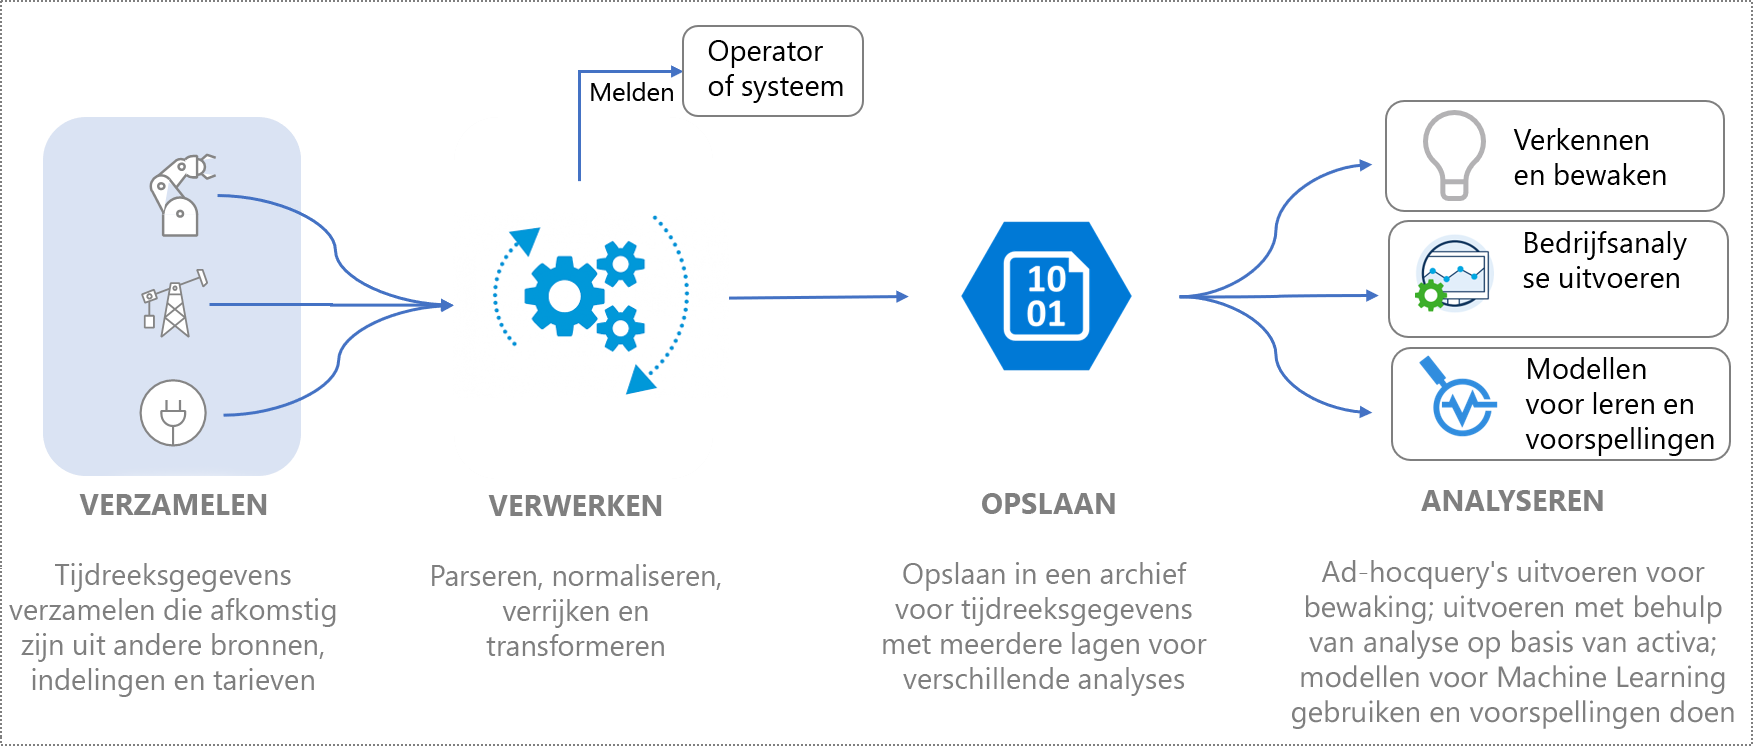 Operator
of systeem
Melden
Verkennen
en bewaken
Bedrijfsanaly
se uitvoeren
Modellen
voor leren en
voorspellingen
10
01
VERZAMELEN
Tijdreeksgegevens
verzamelen die afkomstig
zijn uit andere bronnen,
indelingen en tarieven
VERWERKEN
Parseren, normaliseren,
verrijken en
transformeren
OPSLAAN
Opslaan in een archief
voor tijdreeksgegevens
met meerdere lagen voor
verschillende analyses
ANALYSEREN
Ad-hocquery's uitvoeren voor
bewaking; uitvoeren met behulp
van analyse op basis van activa;
modellen voor Machine Learning
gebruiken en voorspellingen doen